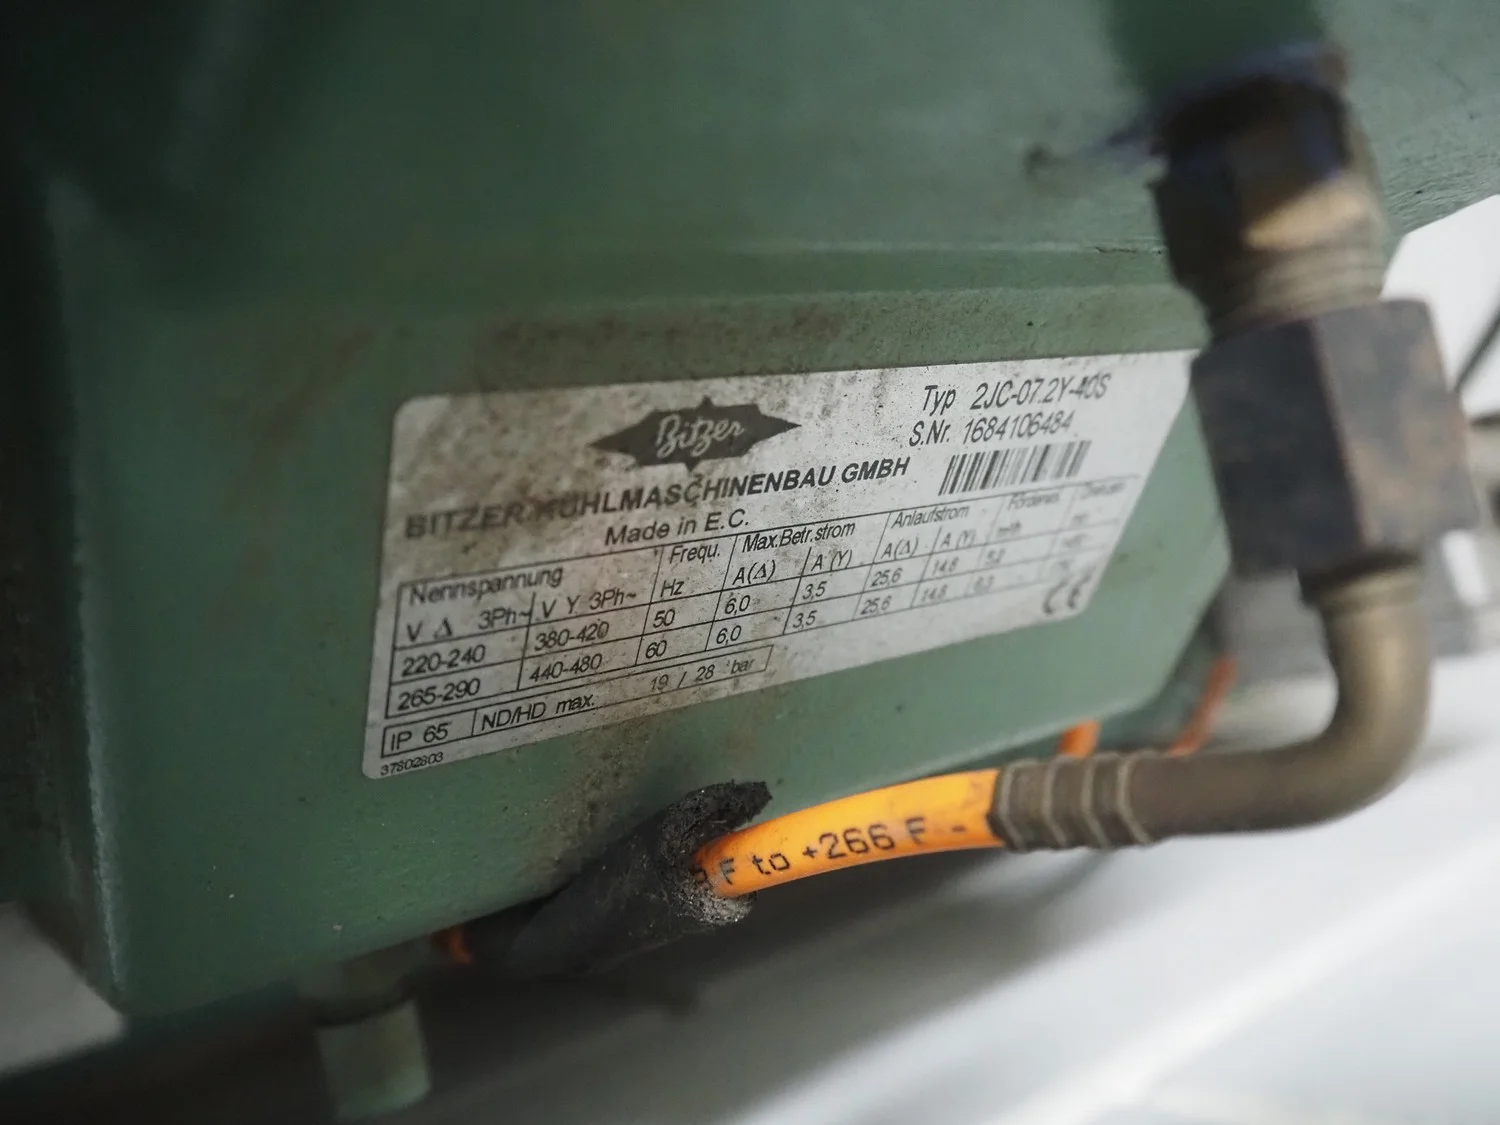 Bitzer
Typ 2JC-07.2Y-40S
S.Nr. 1684106484
BITZER KÜHLMASCHINENBAU GMBH
Made in E.C.
Nennspannung Frequ. Max.Betr.strom Anlaufstrom
V Δ 3Ph~ V Y 3Ph~ Hz A(Δ) A (Y) A(Δ) A (Y)
220-240 380-420 50 6,0 3,5 25,6 14,8
265-290 440-480 60 6,0 3,5 25,6 14,8
IP 65 ND/HD max. 19 / 28 bar
CE
37802803
F to +266 F -